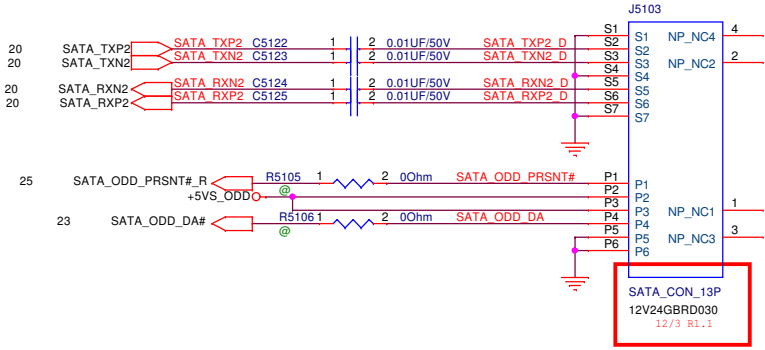 J5103
20 SATA_TXP2 SATA_TXP2 C5122 1 2 0.01UF/50V SATA_TXP2_D S1 S1 NP_NC4 4
20 SATA_TXN2 SATA_TXN2 C5123 1 2 0.01UF/50V SATA_TXN2_D S2 S2
S3 S3 NP_NC2 2
S4 S4
20 SATA_RXN2 SATA_RXN2 C5124 1 2 0.01UF/50V SATA_RXN2_D S5 S5
20 SATA_RXP2 SATA_RXP2 C5125 1 2 0.01UF/50V SATA_RXP2_D S6 S6
S7 S7
25 SATA_ODD_PRSNT#_R R5105 1 2 0Ohm SATA_ODD_PRSNT# P1 P1
+5VS_ODD @ P2 P2
P3 P3 NP_NC1 1
23 SATA_ODD_DA# R5106 1 2 0Ohm SATA_ODD_DA P4 P4
@ P5 P5 NP_NC3 3
P6 P6
SATA_CON_13P
12V24GBRD030
12/3 R1.1